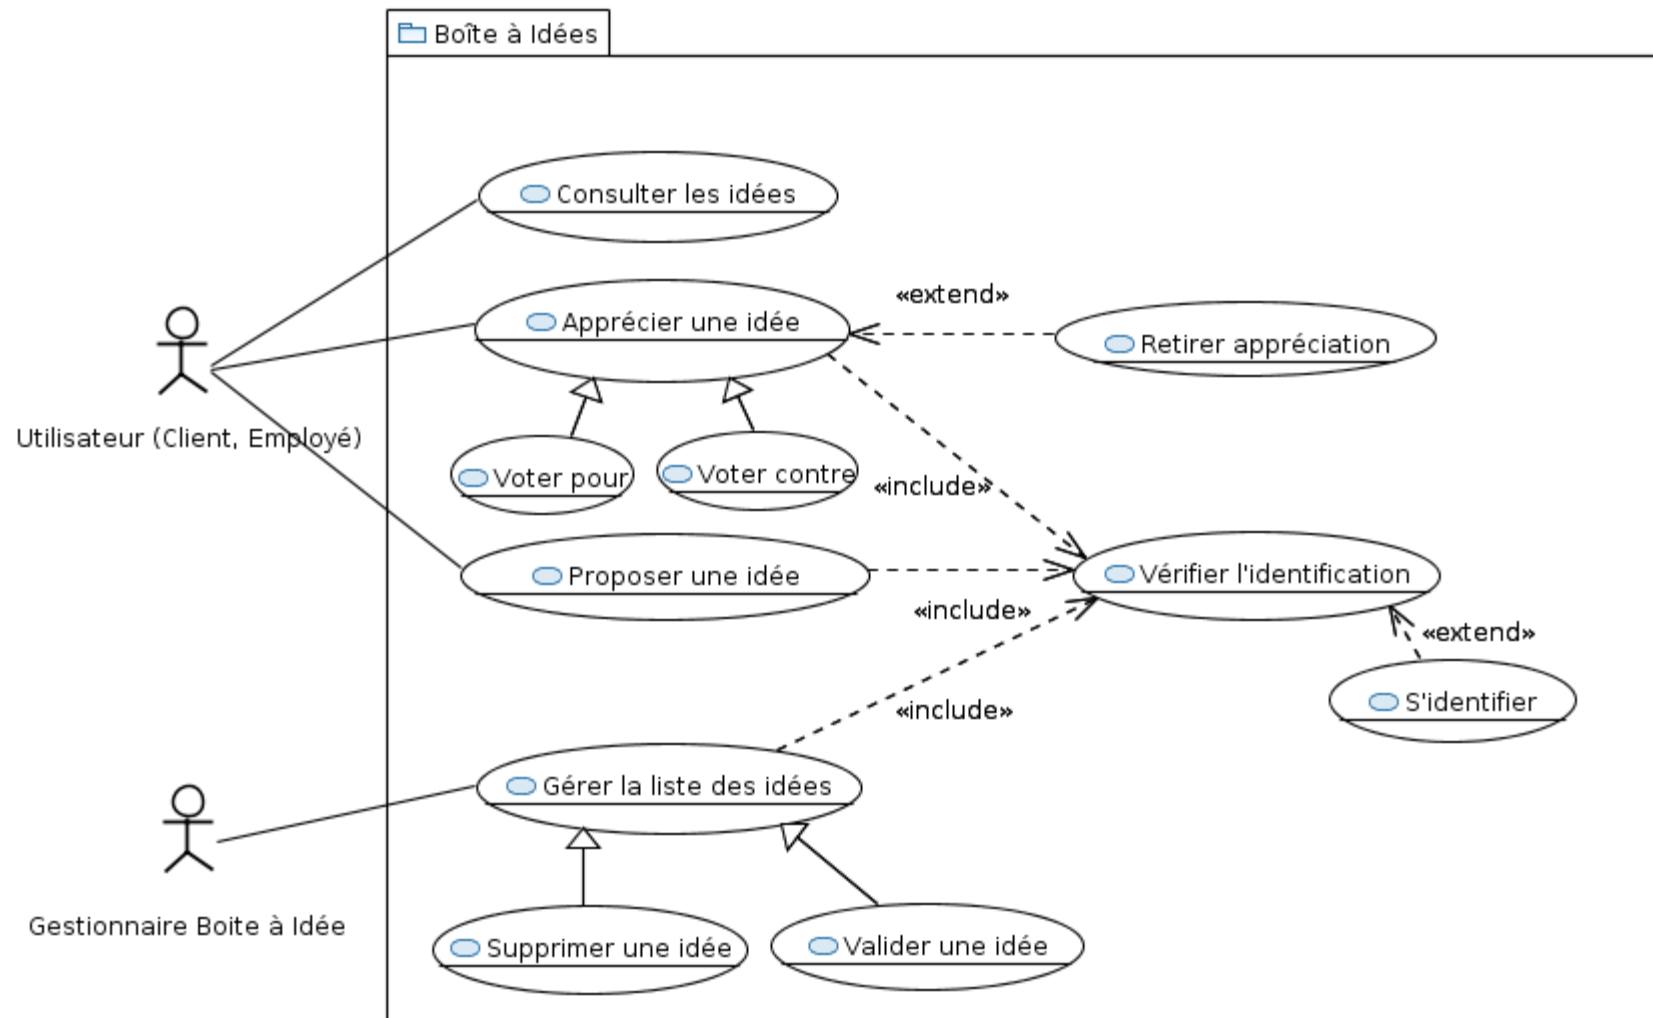 Boîte à Idées
Consulter les idées
«extend»
Apprécier une idée
Retirer appréciation
Utilisateur (Client, Employé)
Voter pour
Voter contre
«include»
Proposer une idée
Vérifier l'identification
«include»
«extend»
S'identifier
«include»
Gérer la liste des idées
Gestionnaire Boite à Idée
Supprimer une idée
Valider une idée